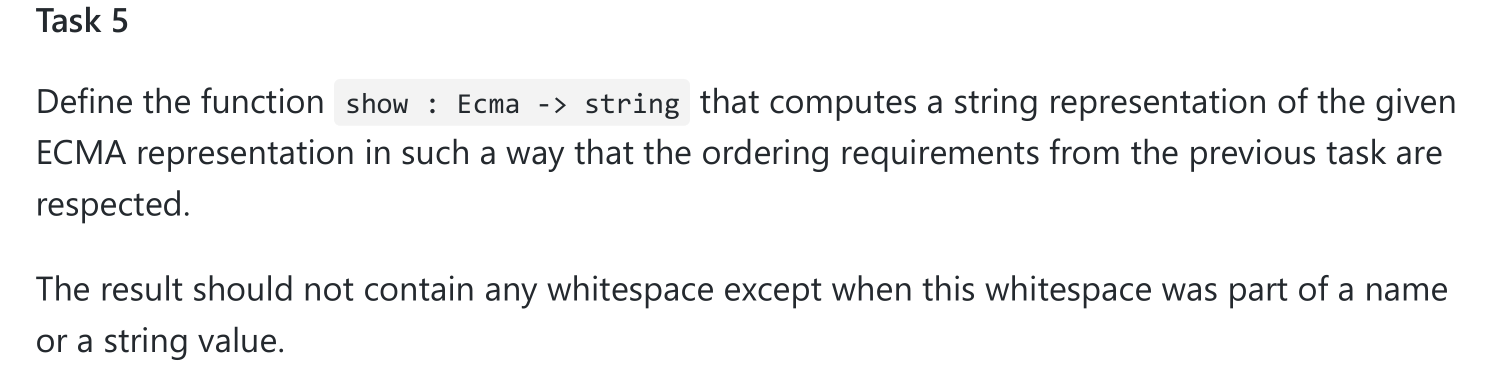 Task 5
Define the function show : Ecma -> string that computes a string representation of the given
ECMA representation in such a way that the ordering requirements from the previous task are
respected.
The result should not contain any whitespace except when this whitespace was part of a name
or a string value.